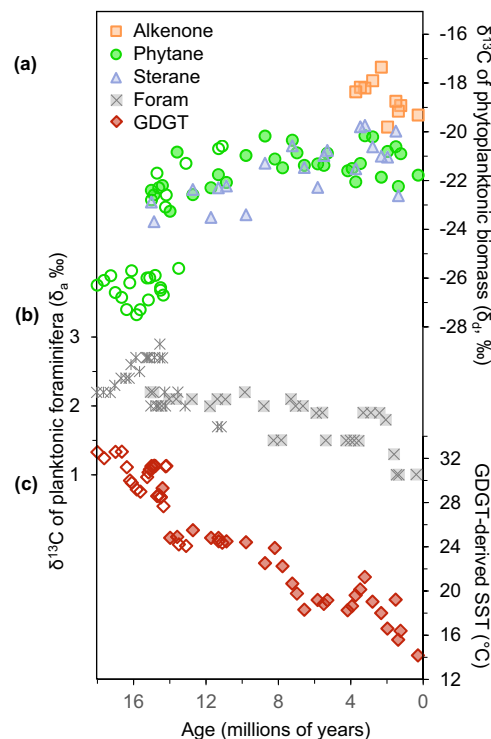 (a)
Alkenone
Phytane
Sterane
Foram
GDGT
-16
-18
-20
-22
-24
-26
-28
δ¹³C of phytoplanktonic
biomass (δd, ‰)
(b)
3
2
1
δ¹³C of planktonic foraminifera (δa ‰)
(c)
32
28
24
20
16
12
GDGT-derived SST (°C)
16 12 8 4 0
18
Age (millions of years)